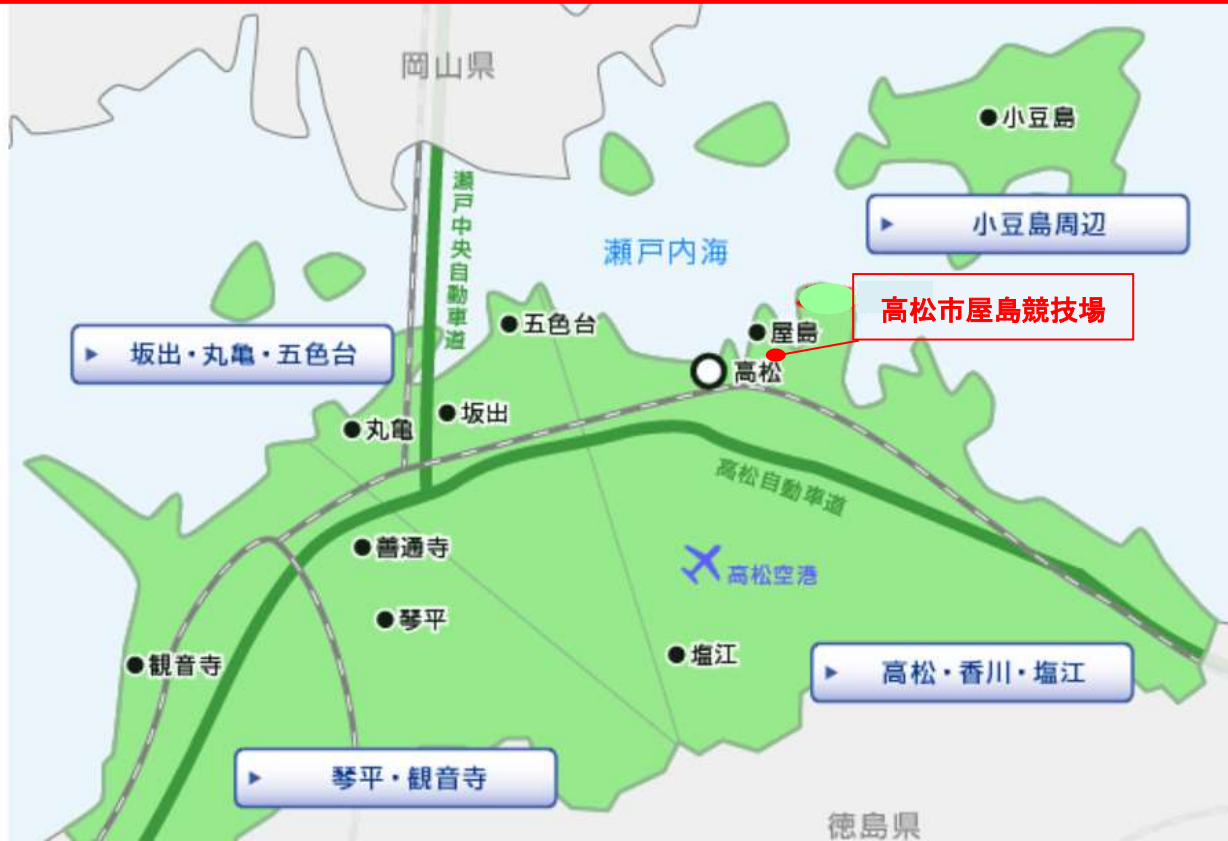 岡山県
小豆島
瀬戸中央自動車道
小豆島周辺
瀬戸内海
高松市屋島競技場
五色台
屋島
坂出・丸亀・五色台
高松
坂出
丸亀
高松自動車道
善通寺
高松空港
琴平
塩江
観音寺
高松・香川・塩江
琴平・観音寺
徳島県